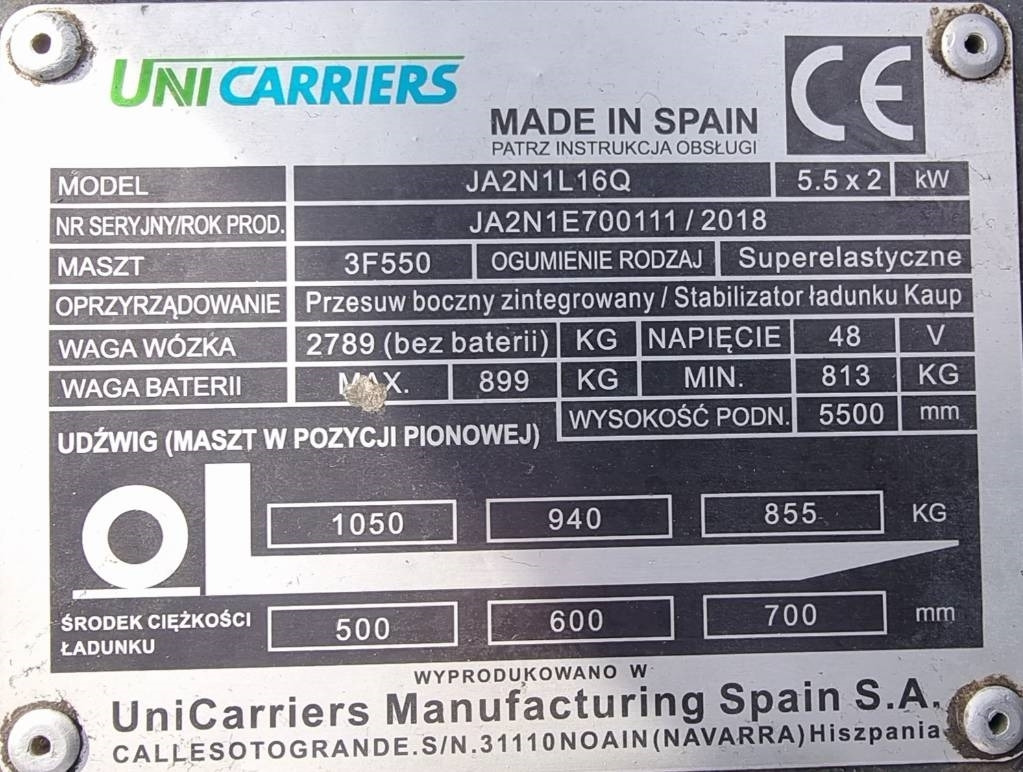 UNICARRIERS
CE
MADE IN SPAIN
PATRZ INSTRUKCJA OBSŁUGI
MODEL JA2N1L16Q 5.5 x 2 kW
NR SERYJNY/ROK PROD. JA2N1E700111 / 2018
MASZT 3F550 OGUMIENIE RODZAJ Superelastyczne
OPRZYRZĄDOWANIE Przesuw boczny zintegrowany / Stabilizator ładunku Kaup
WAGA WÓZKA 2789 (bez baterii) KG NAPIĘCIE 48 V
WAGA BATERII MAX. 899 KG MIN. 813 KG
WYSOKOŚĆ PODN. 5500 mm
UDŹWIG (MASZT W POZYCJI PIONOWEJ)
1050 940 855 KG
ŚRODEK CIĘŻKOŚCI
ŁADUNKU
500 600 700 mm
WYPRODUKOWANO W
UniCarriers Manufacturing Spain S.A.
CALLESOTOGRANDE.S/N.31110NOAIN(NAVARRA)Hiszpania